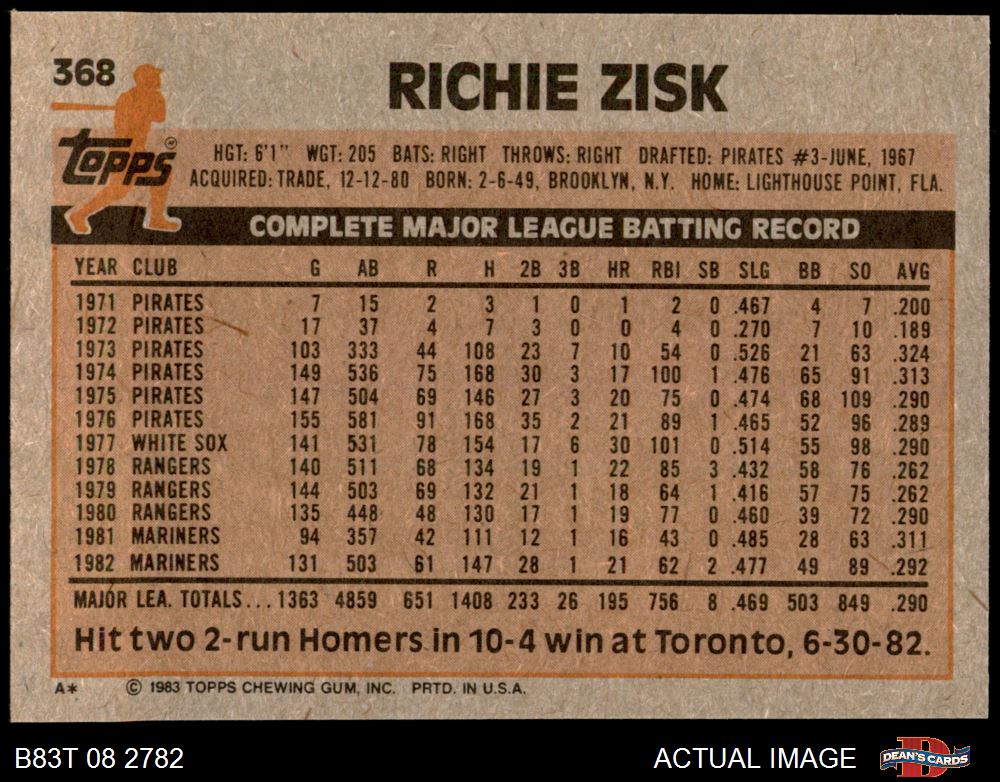 368
RICHIE ZISK
TOPPS
HGT: 6'1" WGT: 205 BATS: RIGHT THROWS: RIGHT DRAFTED: PIRATES #3-JUNE, 1967
ACQUIRED: TRADE, 12-12-80 BORN: 2-6-49, BROOKLYN, N.Y. HOME: LIGHTHOUSE POINT, FLA.
COMPLETE MAJOR LEAGUE BATTING RECORD
YEAR CLUB G AB R H 2B 3B HR RBI SB SLG BB SO AVG
1971 PIRATES 7 15 2 3 1 0 1 2 0 .467 4 7 .200
1972 PIRATES 17 37 4 7 3 0 0 4 0 .270 7 10 .189
1973 PIRATES 103 333 44 108 23 7 10 54 0 .526 21 63 .324
1974 PIRATES 149 536 75 168 30 3 17 100 1 .476 65 91 .313
1975 PIRATES 147 504 69 146 27 3 20 75 0 .474 68 109 .290
1976 PIRATES 155 581 91 168 35 2 21 89 1 .465 52 96 .289
1977 WHITE SOX 141 531 78 154 17 6 30 101 0 .514 55 98 .290
1978 RANGERS 140 511 68 134 19 1 22 85 3 .432 58 76 .262
1979 RANGERS 144 503 69 132 21 1 18 64 1 .416 57 75 .262
1980 RANGERS 135 448 48 130 17 1 19 77 0 .460 39 72 .290
1981 MARINERS 94 357 42 111 12 1 16 43 0 .485 28 63 .311
1982 MARINERS 131 503 61 147 28 1 21 62 2 .477 49 89 .292
MAJOR LEA. TOTALS... 1363 4859 651 1408 233 26 195 756 8 .469 503 849 .290
Hit two 2-run Homers in 10-4 win at Toronto, 6-30-82.
A* © 1983 TOPPS CHEWING GUM, INC. PRTD. IN U.S.A.
B83T 08 2782 ACTUAL IMAGE DEAN'S CARDS